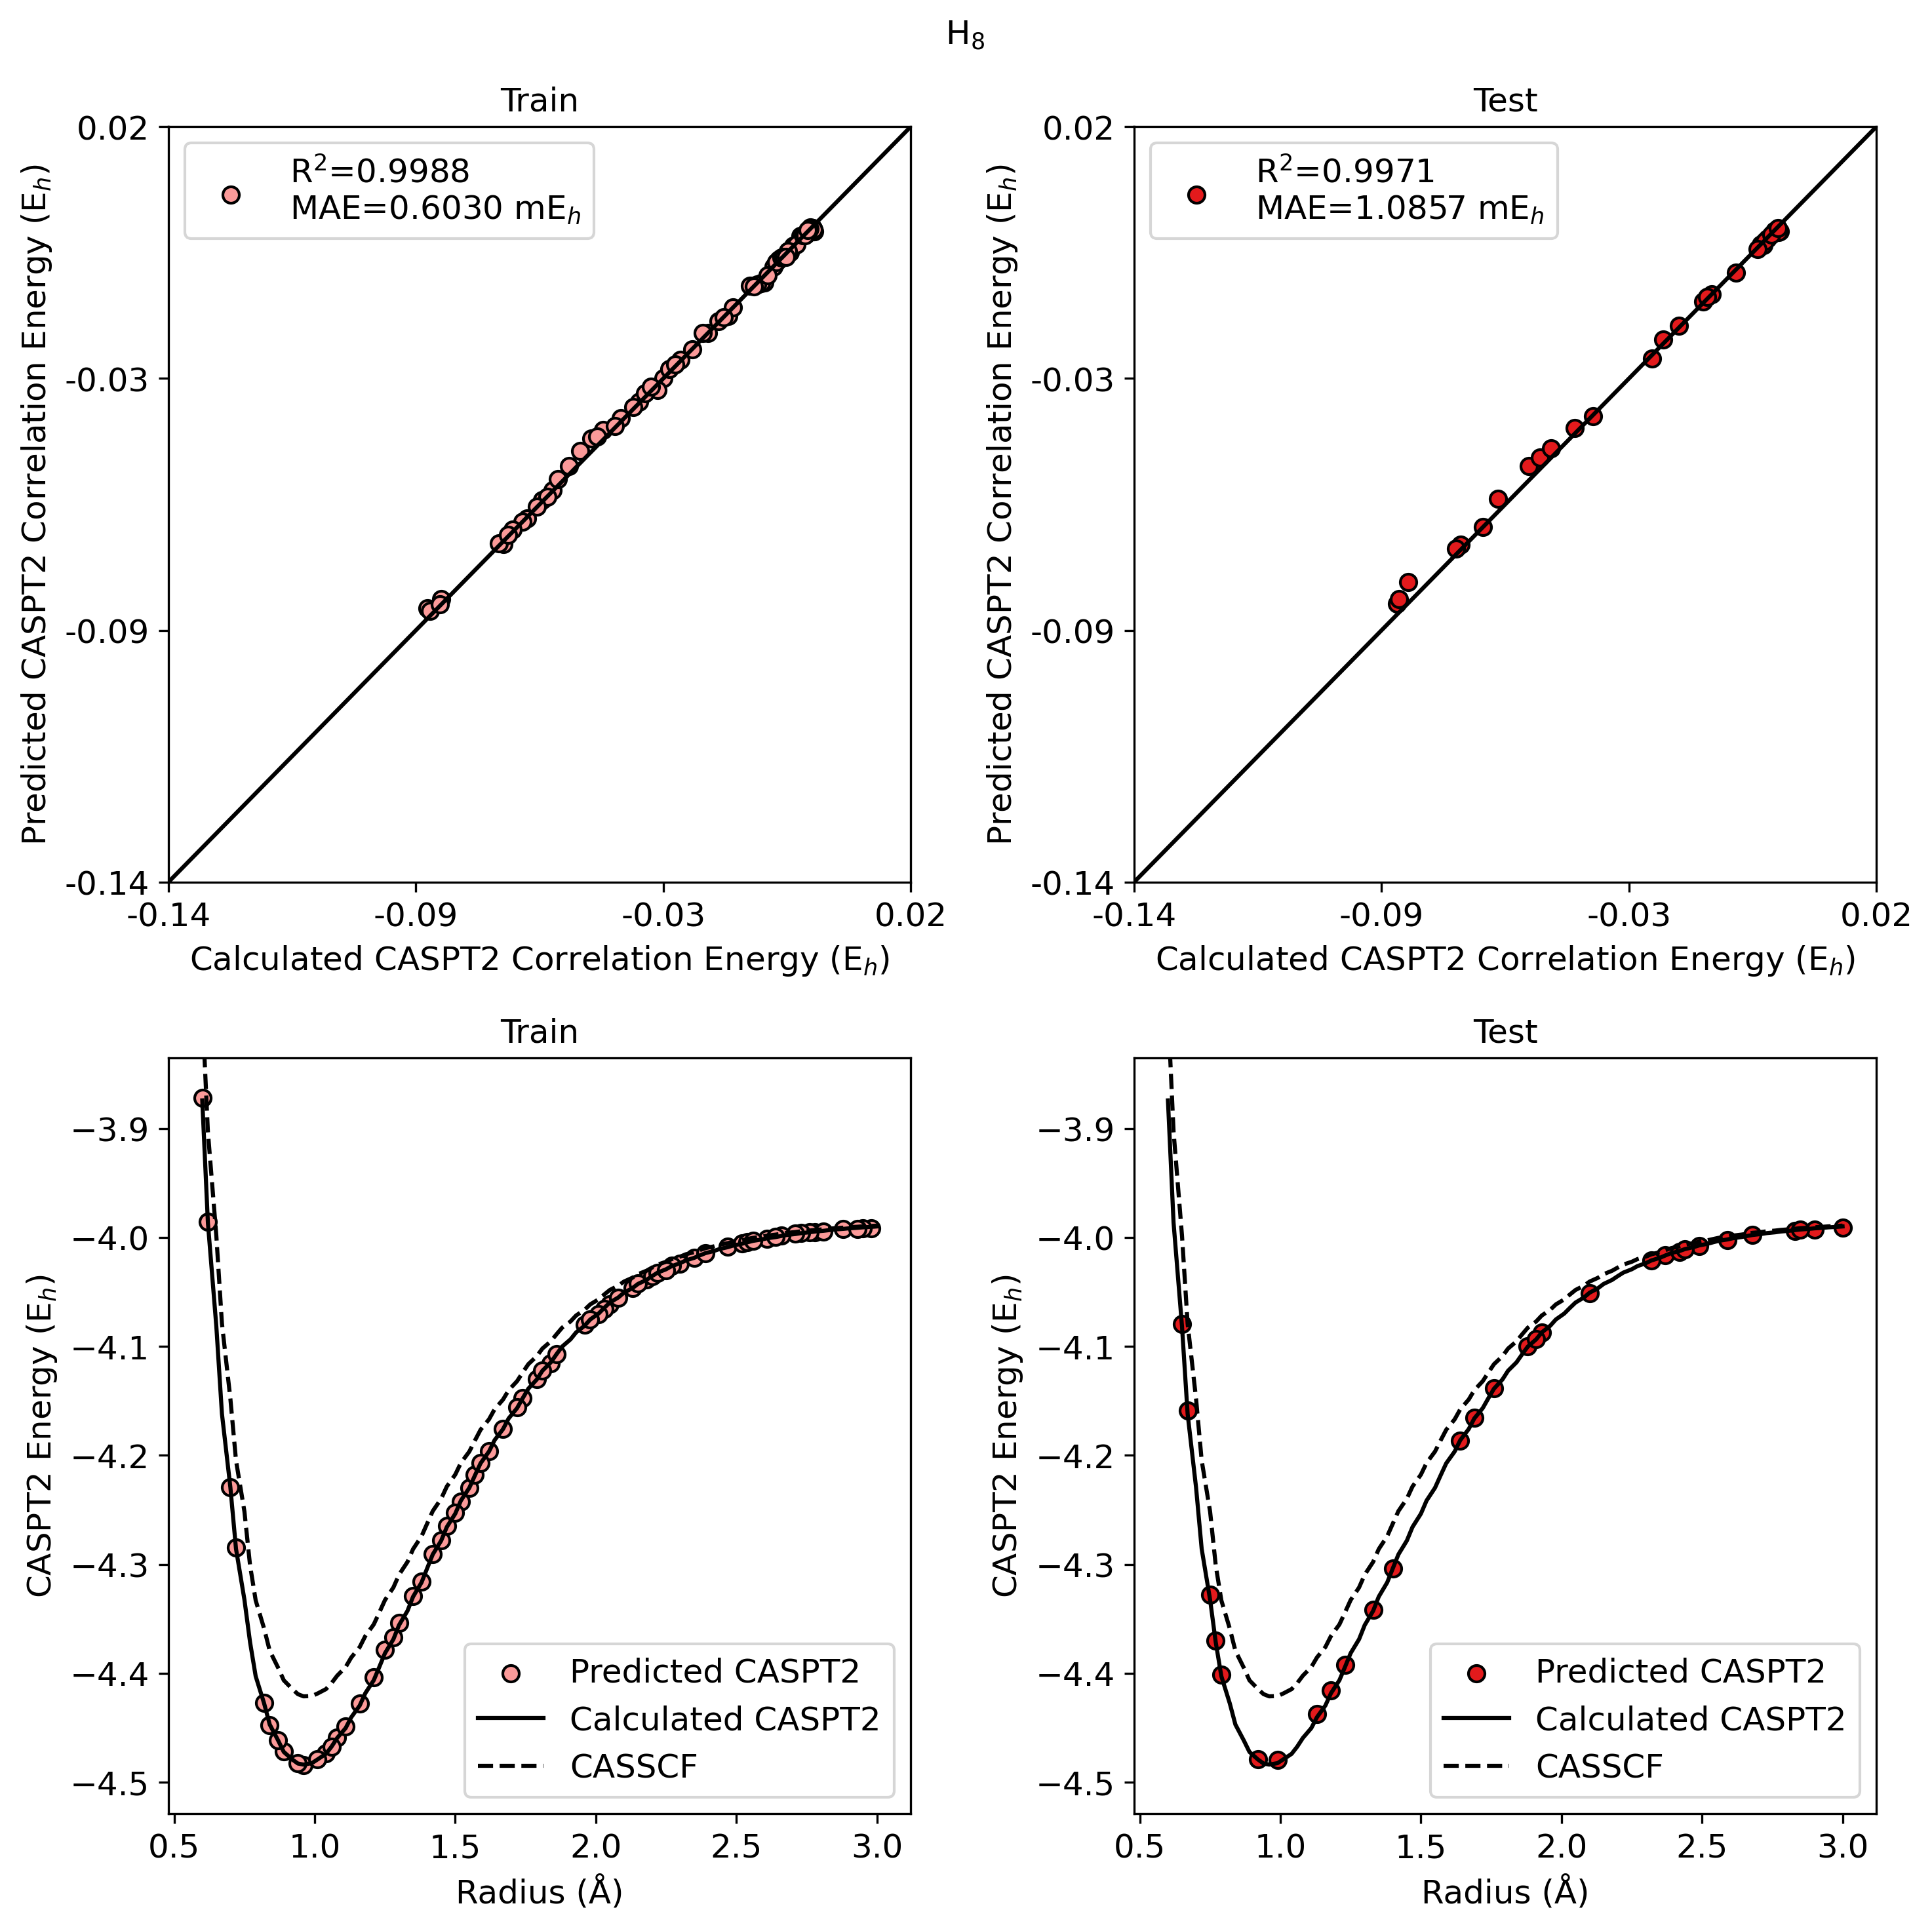 H₈
Train
R²=0.9988
MAE=0.6030 mEₕ
Predicted CASPT2 Correlation Energy (Eₕ)
0.02
-0.03
-0.09
-0.14
-0.14 -0.09 -0.03 0.02
Calculated CASPT2 Correlation Energy (Eₕ)
Test
R²=0.9971
MAE=1.0857 mEₕ
Predicted CASPT2 Correlation Energy (Eₕ)
0.02
-0.03
-0.09
-0.14
-0.14 -0.09 -0.03 0.02
Calculated CASPT2 Correlation Energy (Eₕ)
Train
CASPT2 Energy (Eₕ)
−3.9
−4.0
−4.1
−4.2
−4.3
−4.4
−4.5
Predicted CASPT2
Calculated CASPT2
CASSCF
0.5 1.0 1.5 2.0 2.5 3.0
Radius (Å)
Test
CASPT2 Energy (Eₕ)
−3.9
−4.0
−4.1
−4.2
−4.3
−4.4
−4.5
Predicted CASPT2
Calculated CASPT2
CASSCF
0.5 1.0 1.5 2.0 2.5 3.0
Radius (Å)